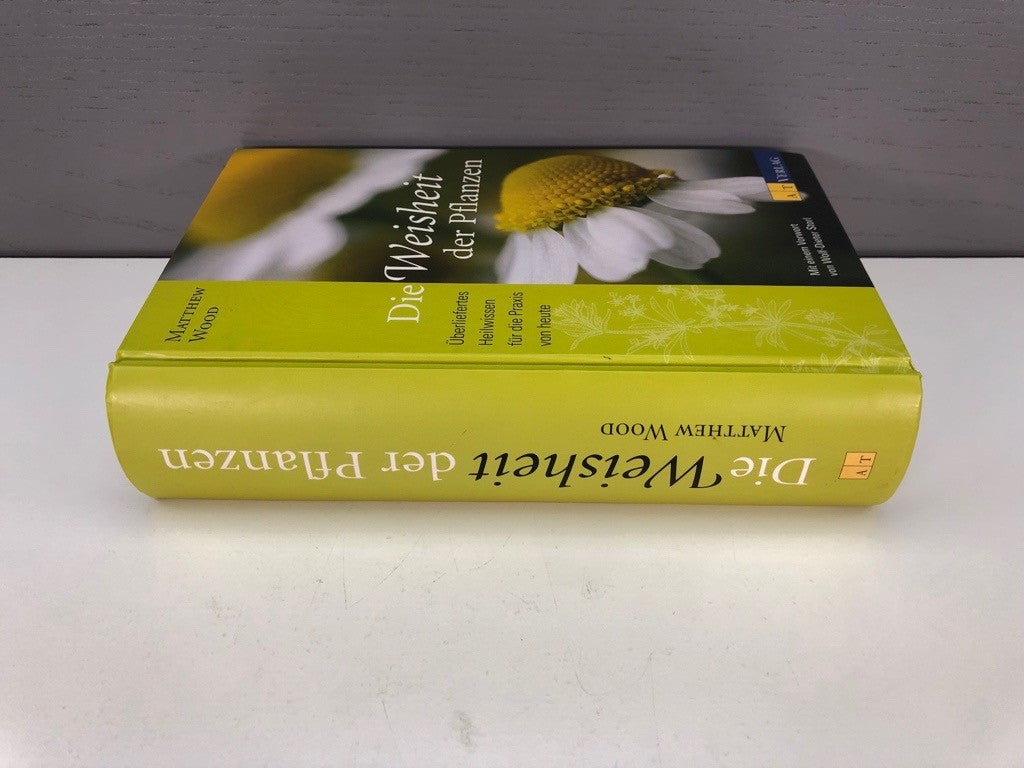 MATTHEW
WOOD
Die Weisheit
der Pflanzen
Überliefertes
Heilwissen
für die Praxis
von heute
AT VERLAG
Mit einem Vorwort
von Wolf-Dieter Storl
MATTHEW WOOD
Die Weisheit der Pflanzen
AT